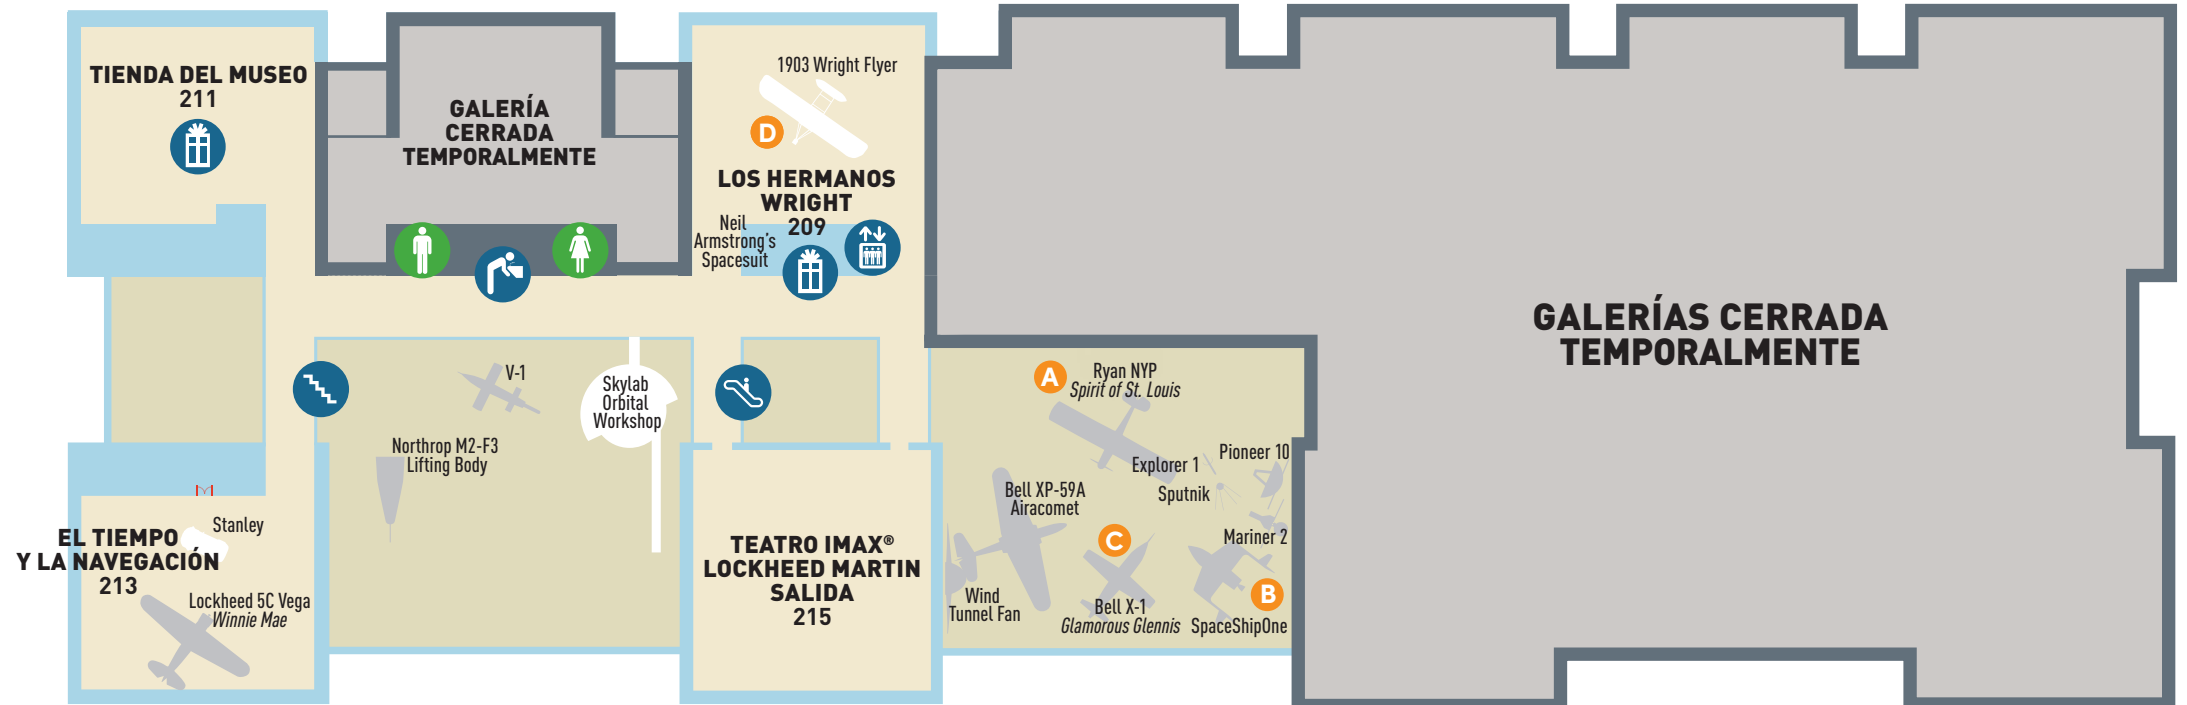 TIENDA DEL MUSEO
211
GALERÍA
CERRADA
TEMPORALMENTE
1903 Wright Flyer
D
LOS HERMANOS
WRIGHT
209
Neil
Armstrong's
Spacesuit
GALERÍAS CERRADA
TEMPORALMENTE
V-1
Skylab
Orbital
Workshop
Northrop M2-F3
Lifting Body
A
Ryan NYP
Spirit of St. Louis
Pioneer 10
Explorer 1
Sputnik
Bell XP-59A
Airacomet
Mariner 2
C
B
Wind
Tunnel Fan
Bell X-1
Glamorous Glennis
SpaceShipOne
Stanley
EL TIEMPO
Y LA NAVEGACIÓN
213
Lockheed 5C Vega
Winnie Mae
TEATRO IMAX®
LOCKHEED MARTIN
SALIDA
215